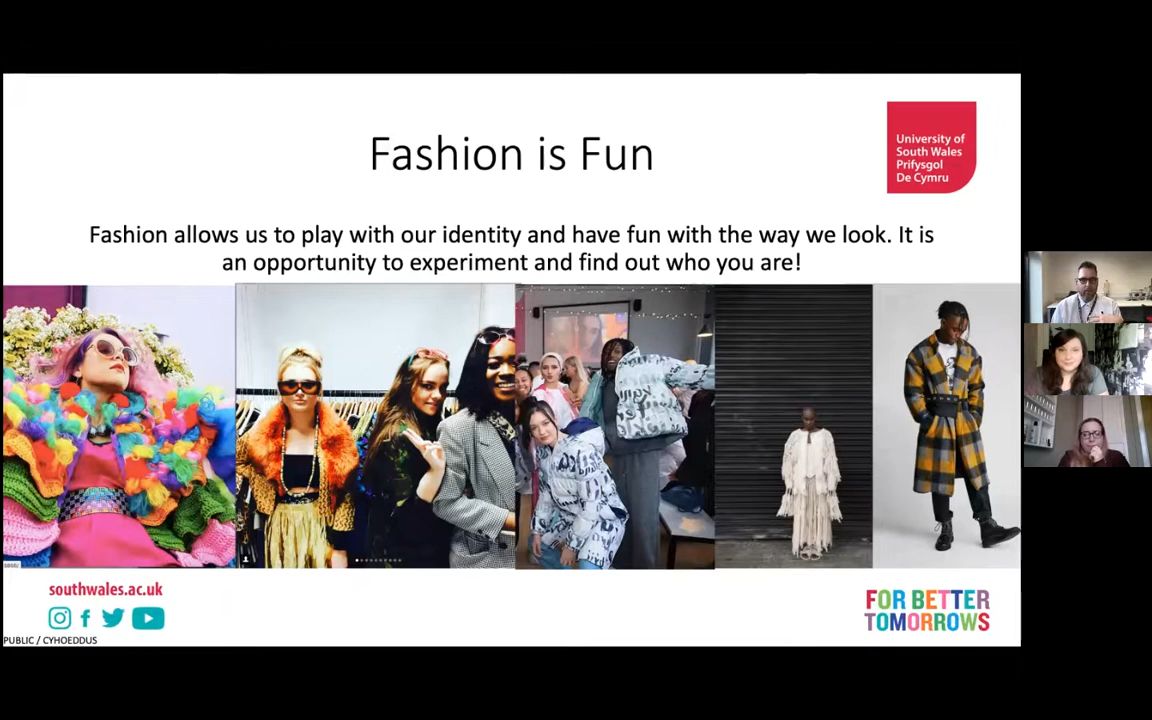 Fashion is Fun
University of
South Wales
Prifysgol
De Cymru
Fashion allows us to play with our identity and have fun with the way we look. It is
an opportunity to experiment and find out who you are!
southwales.ac.uk
FOR BETTER
TOMORROWS
PUBLIC / CYHOEDDUS